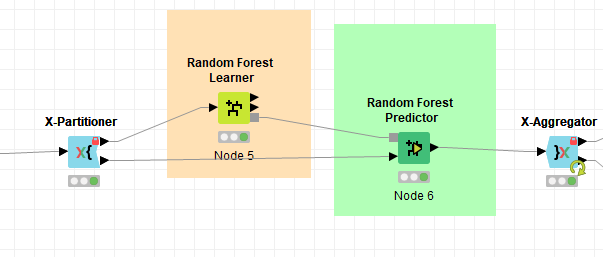 Random Forest
Learner
Random Forest
Predictor
X-Partitioner
X-Aggregator
Node 5
Node 6